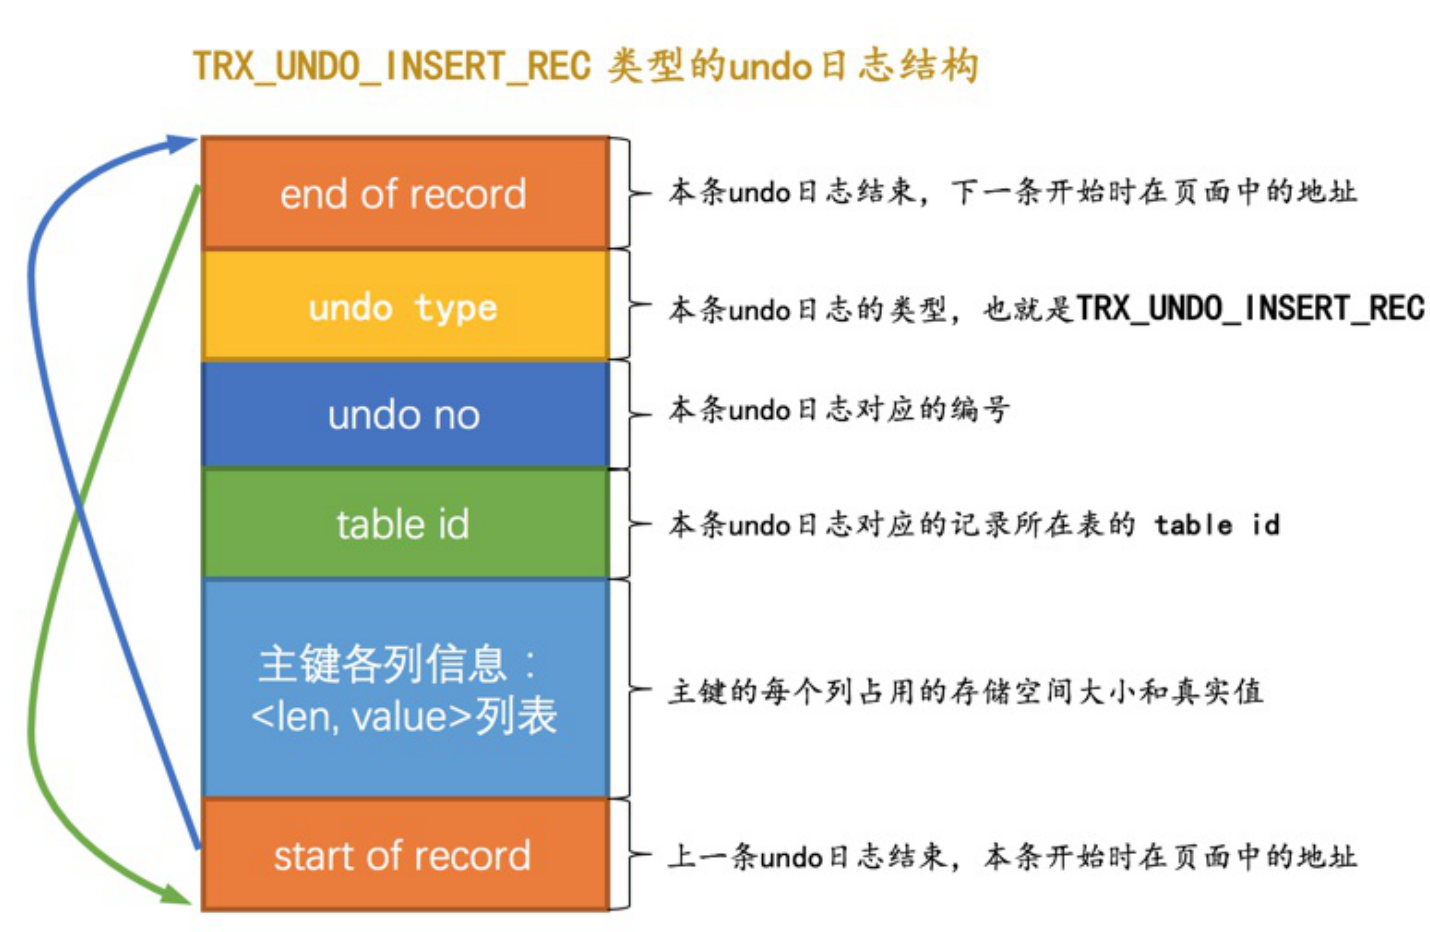 TRX_UNDO_INSERT_REC 类型的undo日志结构
end of record
本条undo日志结束，下一条开始时在页面中的地址
undo type
本条undo日志的类型，也就是TRX_UNDO_INSERT_REC
undo no
本条undo日志对应的编号
table id
本条undo日志对应的记录所在表的 table id
主键各列信息：
<len, value>列表
主键的每个列占用的存储空间大小和真实值
start of record
上一条undo日志结束，本条开始时在页面中的地址